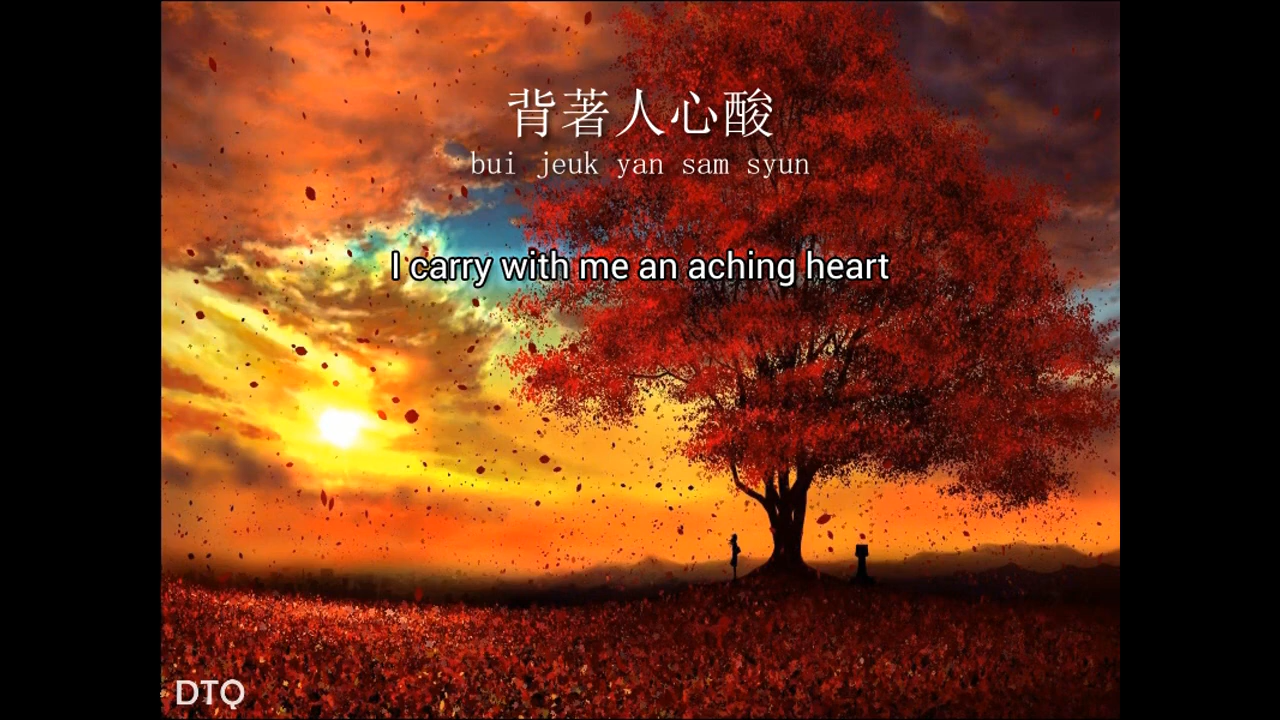 背著人心酸
bui jeuk yan sam syun
I carry with me an aching heart
DTQ